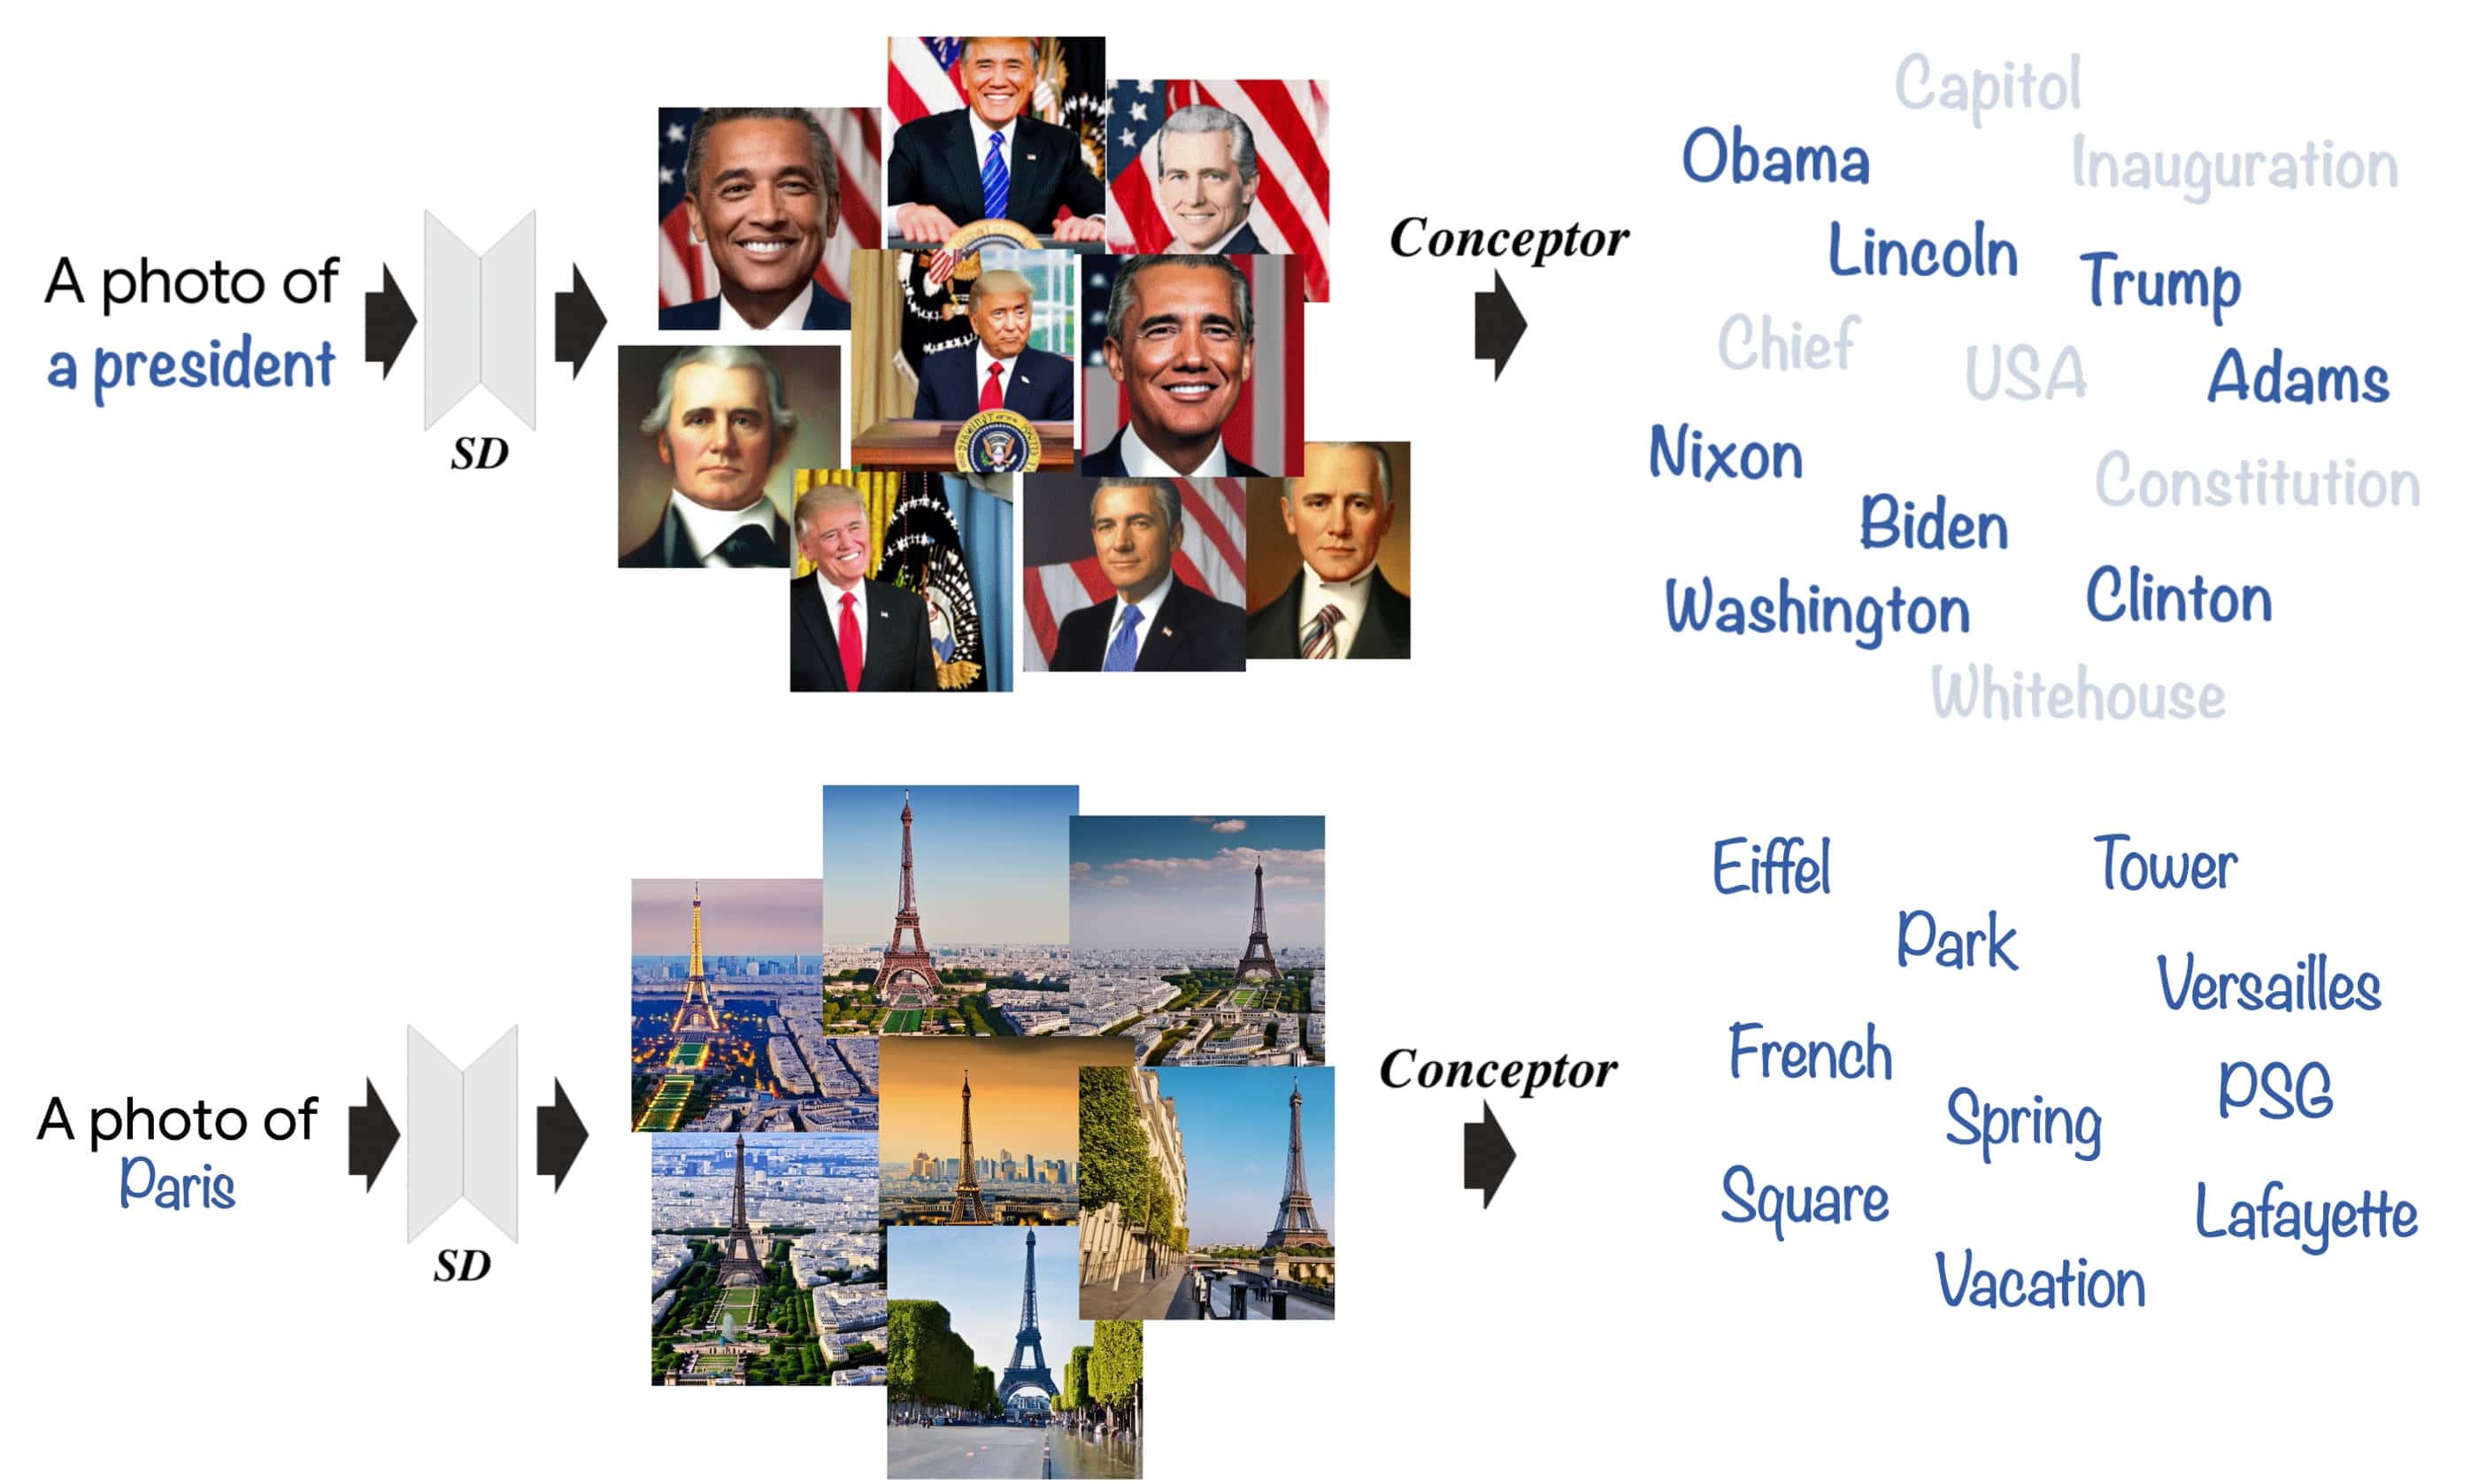 A photo of
a president
SD
Conceptor
Capitol
Obama
Inauguration
Lincoln
Trump
Chief
USA
Adams
Nixon
Constitution
Biden
Washington
Clinton
Whitehouse
A photo of
Paris
SD
Conceptor
Eiffel
Tower
Park
Versailles
French
PSG
Spring
Square
Lafayette
Vacation